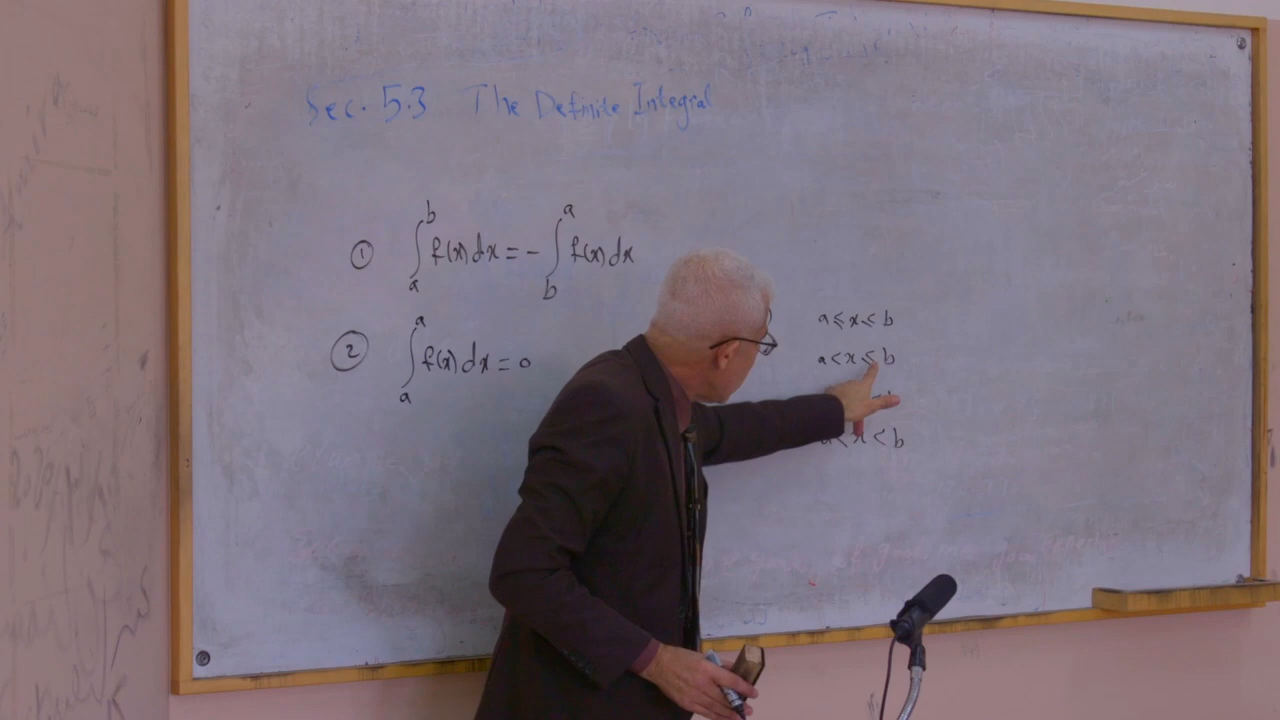 Sec. 5.3 The Definite Integral
① ∫_a^b f(x) dx = - ∫_b^a f(x) dx
② ∫_a^a f(x) dx = 0
a ≤ x ≤ b
a < x ≤ b
a < x < b